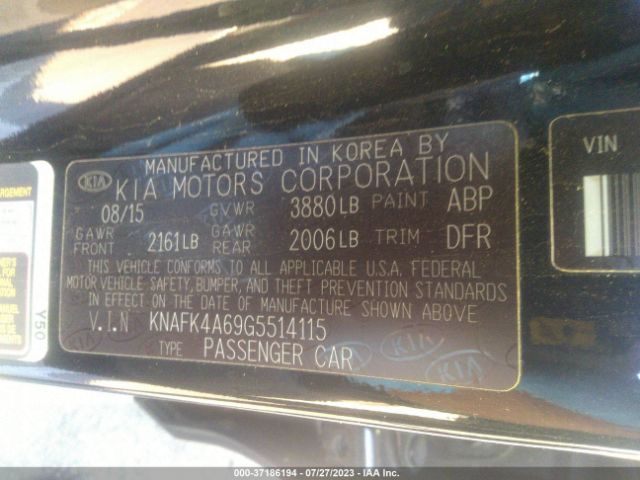 MANUFACTURED IN KOREA BY
KIA KIA MOTORS CORPORATION
08/15 GVWR 3880LB PAINT ABP
GAWR FRONT 2161LB GAWR REAR 2006LB TRIM DFR
THIS VEHICLE CONFORMS TO ALL APPLICABLE U.S.A. FEDERAL
MOTOR VEHICLE SAFETY, BUMPER, AND THEFT PREVENTION STANDARDS
IN EFFECT ON THE DATE OF MANUFACTURE SHOWN ABOVE
V.I.N KNAFK4A69G5514115
TYPE PASSENGER CAR
KIA KIA
VIN
Y50
000-37186194 - 07/27/2023 - IAA Inc.